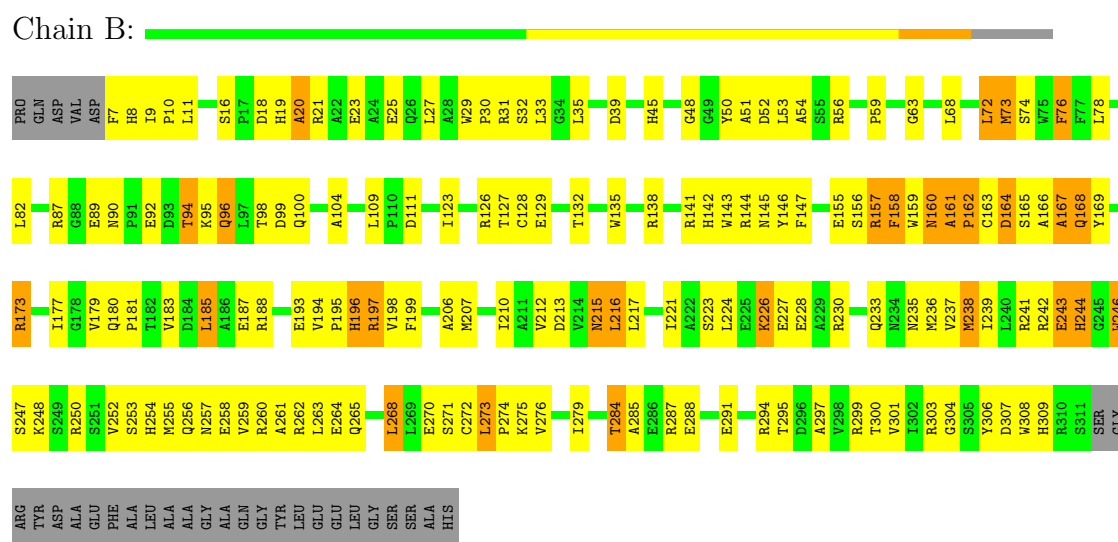 Chain B:
PRO GLN ASP VAL ASP F7 H8 I9 P10 L11 S16 P17 D18 H19 A20 R21 A22 E23 A24 E25 Q26 L27 A28 W29 P30 R31 S32 L33 G34 L35 D39 H45 G48 G49 Y50 A51 D52 L53 A54 S55 R56 P59 G63 L68 L72 M73 S74 W75 F76 F77 L78
L82 R87 G88 E89 N90 P91 E92 D93 T94 K95 Q96 L97 T98 D99 Q100 A104 L109 P110 D111 I123 R126 T127 C128 E129 T132 W135 R138 R141 H142 W143 R144 N145 Y146 F147 E155 S156 R157 F158 W159 N160 A161 P162 C163 D164 S165 A166 A167 Q168 Y169
R173 I177 G178 V179 Q180 P181 T182 V183 D184 L185 A186 E187 R188 E193 V194 P195 H196 R197 V198 F199 A206 M207 I210 A211 V212 D213 V214 N215 L216 L217 I221 A222 S223 L224 E225 K226 E227 E228 A229 R230 Q233 N234 N235 M236 V237 M238 I239 L240 R241 R242 E243 H244 G245 H246
S247 K248 S249 R250 S251 V252 S253 H254 M255 Q256 N257 E258 V259 R260 A261 R262 L263 E264 Q265 L268 L269 E270 S271 C272 L273 P274 K275 V276 I279 T284 A285 E286 R287 E288 E291 R294 T295 D296 A297 V298 R299 T300 V301 I302 R303 G304 S305 Y306 D307 W308 H309 R310 S311 SER GLY
ARG TYR ASP ALA GLU PHE ALA LEU ALA ALA GLY ALA GLN GLY TYR LEU GLU GLU LEU GLY SER SER ALA HIS